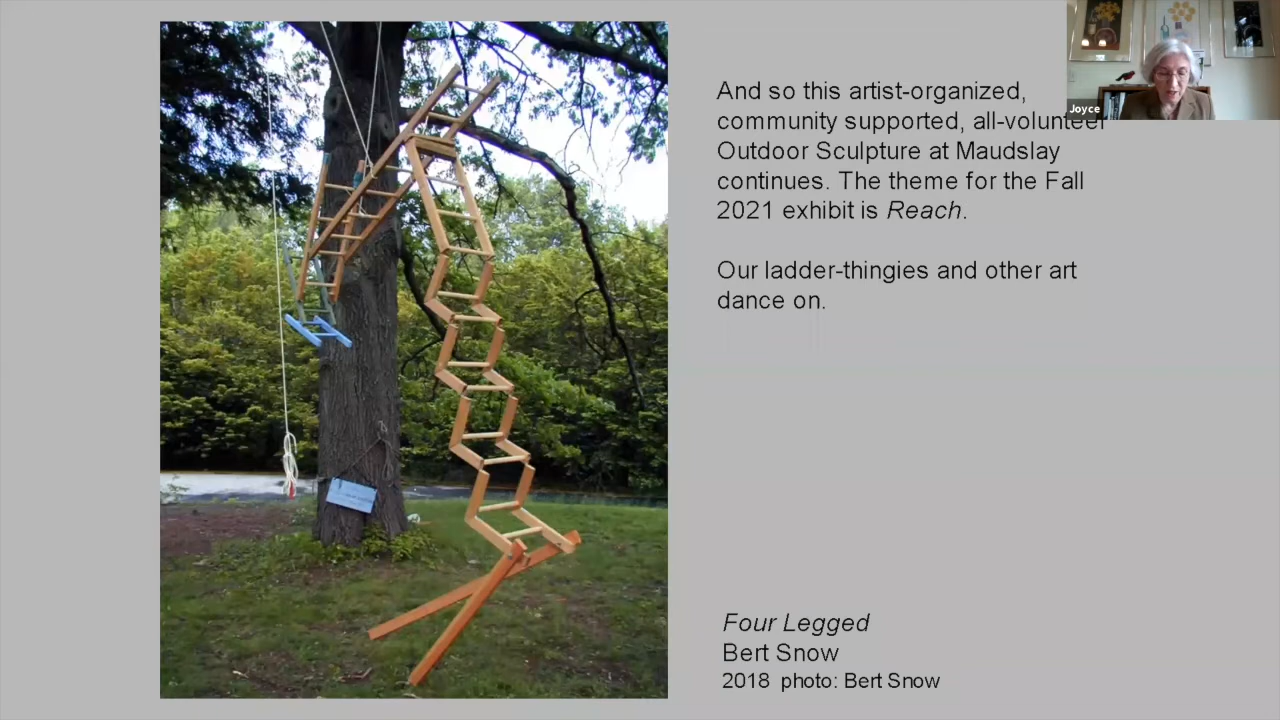 And so this artist-organized,
community supported, all-volunteer
Outdoor Sculpture at Maudslay
continues. The theme for the Fall
2021 exhibit is Reach.
Our ladder-thingies and other art
dance on.
Four Legged
Bert Snow
2018 photo: Bert Snow
Joyce